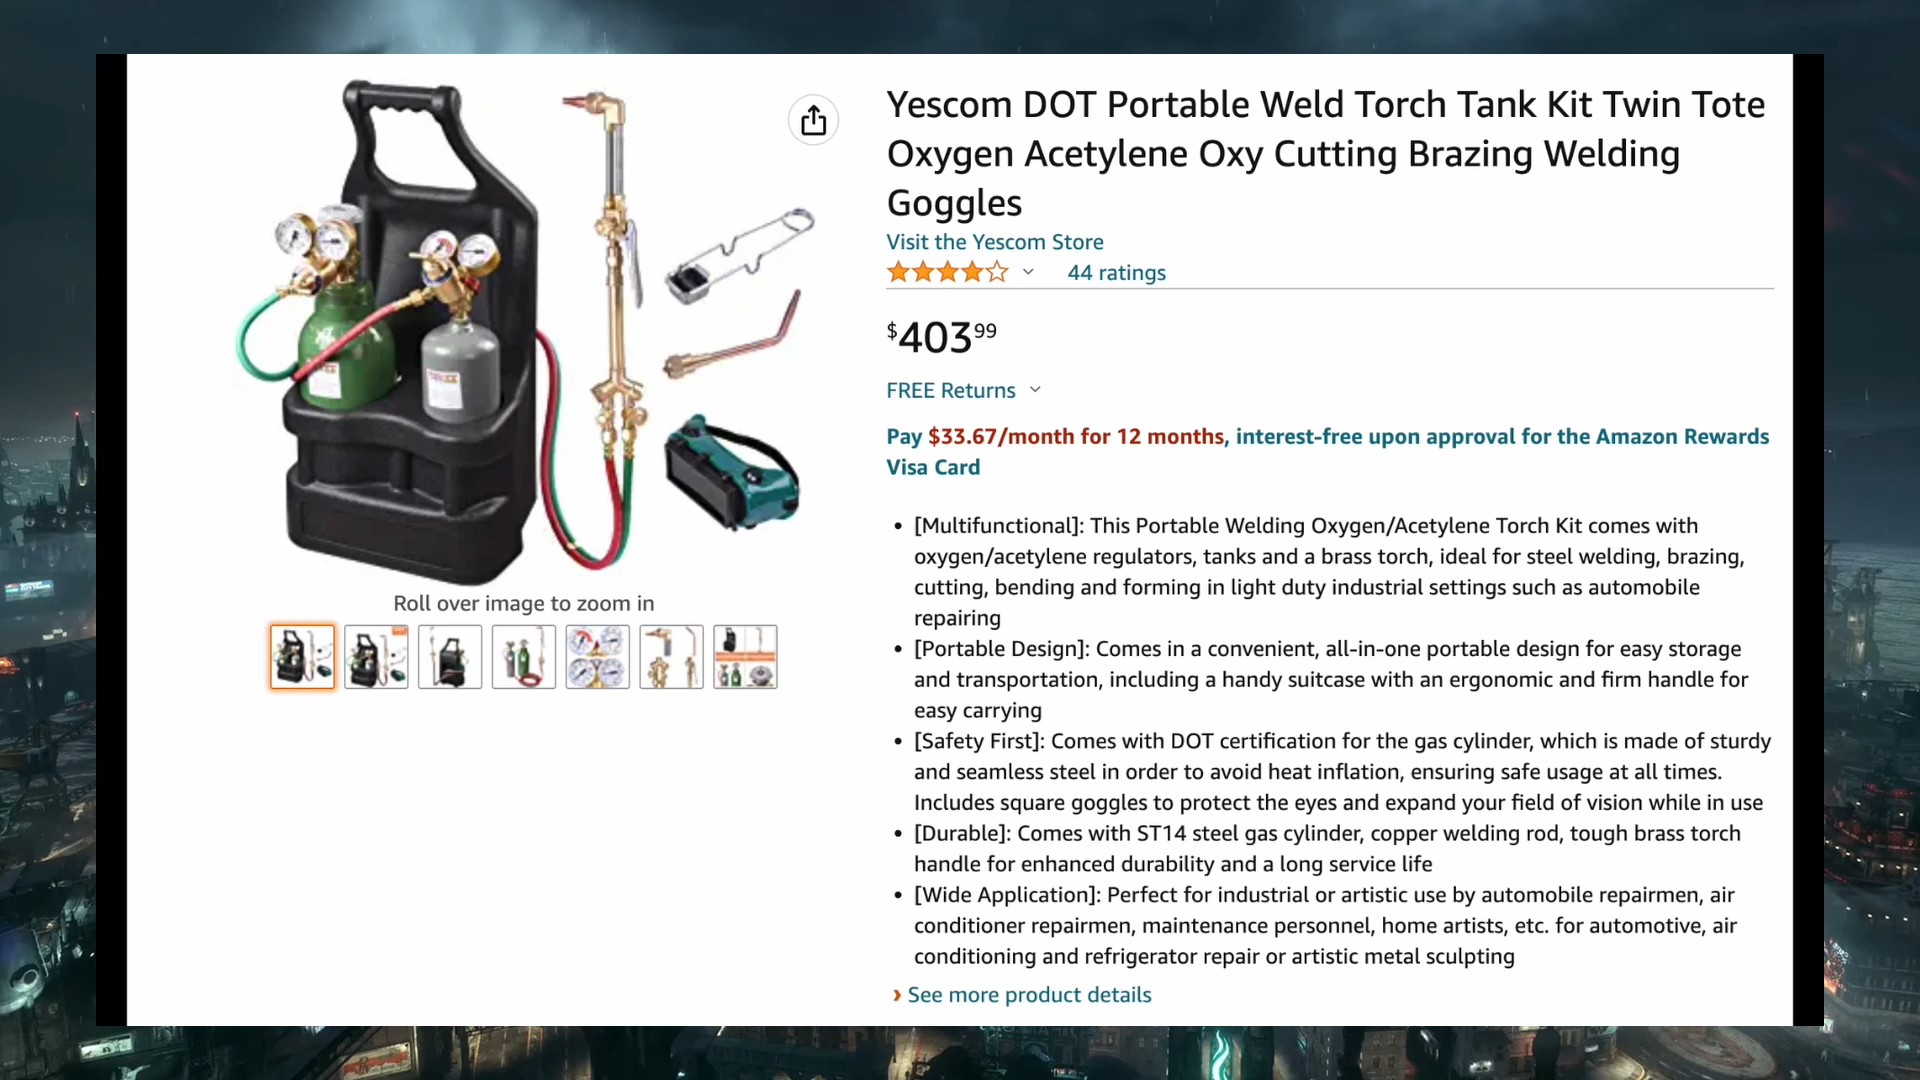 Yescom DOT Portable Weld Torch Tank Kit Twin Tote
Oxygen Acetylene Oxy Cutting Brazing Welding
Goggles
Visit the Yescom Store
44 ratings
$403.99
FREE Returns
Pay $33.67/month for 12 months, interest-free upon approval for the Amazon Rewards
Visa Card
• [Multifunctional]: This Portable Welding Oxygen/Acetylene Torch Kit comes with
oxygen/acetylene regulators, tanks and a brass torch, ideal for steel welding, brazing,
cutting, bending and forming in light duty industrial settings such as automobile
repairing
• [Portable Design]: Comes in a convenient, all-in-one portable design for easy storage
and transportation, including a handy suitcase with an ergonomic and firm handle for
easy carrying
• [Safety First]: Comes with DOT certification for the gas cylinder, which is made of sturdy
and seamless steel in order to avoid heat inflation, ensuring safe usage at all times.
Includes square goggles to protect the eyes and expand your field of vision while in use
• [Durable]: Comes with ST14 steel gas cylinder, copper welding rod, tough brass torch
handle for enhanced durability and a long service life
• [Wide Application]: Perfect for industrial or artistic use by automobile repairmen, air
conditioner repairmen, maintenance personnel, home artists, etc. for automotive, air
conditioning and refrigerator repair or artistic metal sculpting
› See more product details
Roll over image to zoom in